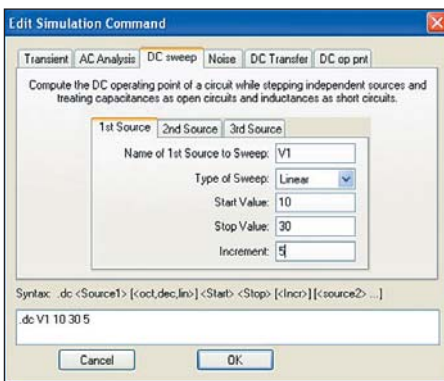 Edit Simulation Command
Transient AC Analysis DC sweep Noise DC Transfer DC op pnt
Compute the DC operating point of a circuit while stepping independent sources and
treating capacitances as open circuits and inductances as short circuits.
1st Source 2nd Source 3rd Source
Name of 1st Source to Sweep: V1
Type of Sweep: Linear
Start Value: 10
Stop Value: 30
Increment: 5
Syntax: .dc <Source1> [<oct,dec,lin>] <Start> <Stop> [<Incr>] [<source2> ...]
.dc V1 10 30 5
Cancel OK